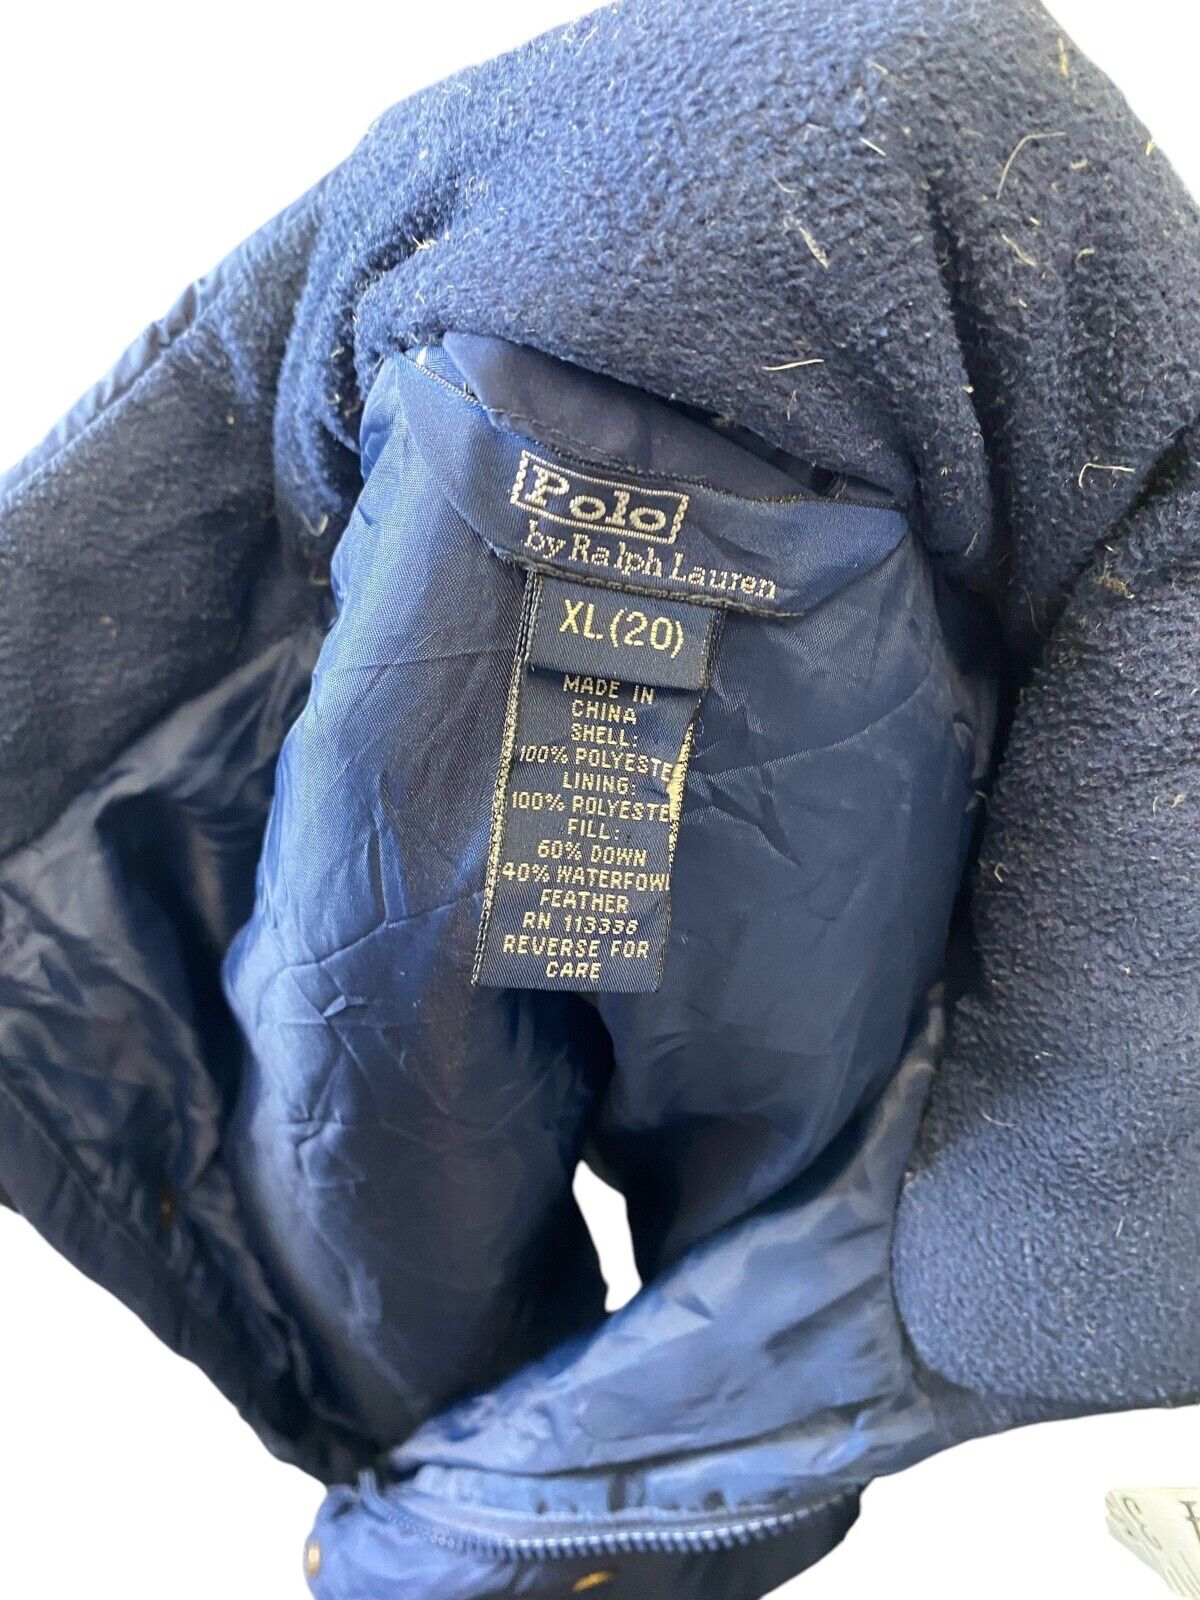 Polo
by Ralph Lauren
XL (20)
MADE IN
CHINA
SHELL:
100% POLYESTE
LINING:
100% POLYESTE
FILL:
60% DOWN
40% WATERFOWL
FEATHER
RN 113338
REVERSE FOR
CARE